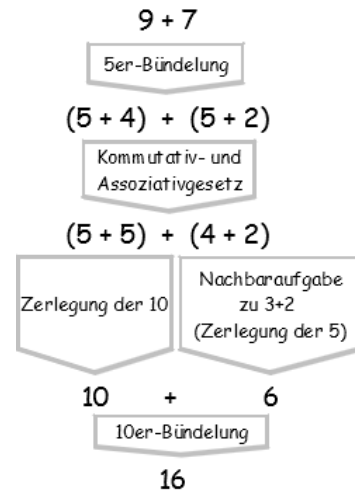 9 + 7
5er-Bündelung
(5 + 4) + (5 + 2)
Kommutativ- und
Assoziativgesetz
(5 + 5) + (4 + 2)
Zerlegung der 10
Nachbaraufgabe
zu 3+2
(Zerlegung der 5)
10 + 6
10er-Bündelung
16